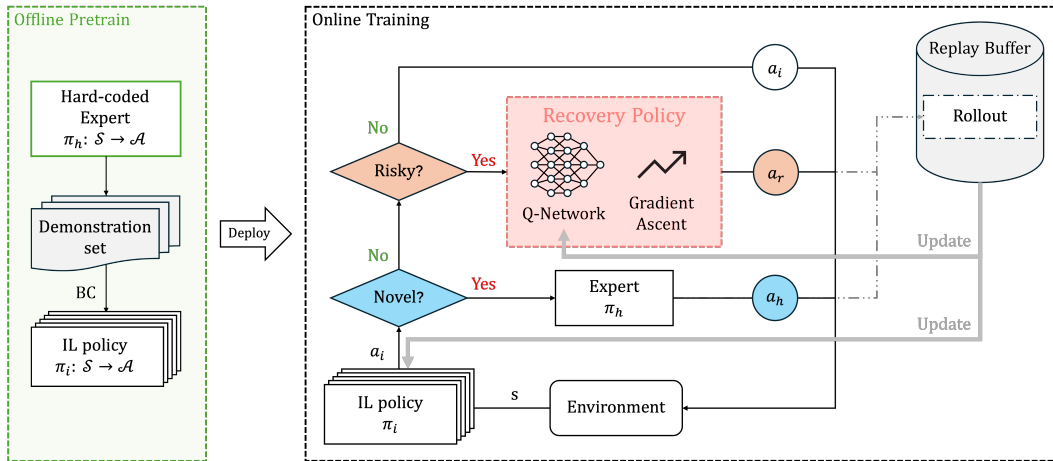 Offline Pretrain
Hard-coded
Expert
π_h: 𝒮 → 𝒜
Demonstration
set
BC
IL policy
π_i: 𝒮 → 𝒜
Deploy
Online Training
a_i
No
Risky?
Yes
Recovery Policy
Q-Network
Gradient
Ascent
a_r
No
Novel?
Yes
Expert
π_h
a_h
a_i
IL policy
π_i
s
Environment
Replay Buffer
Rollout
Update
Update